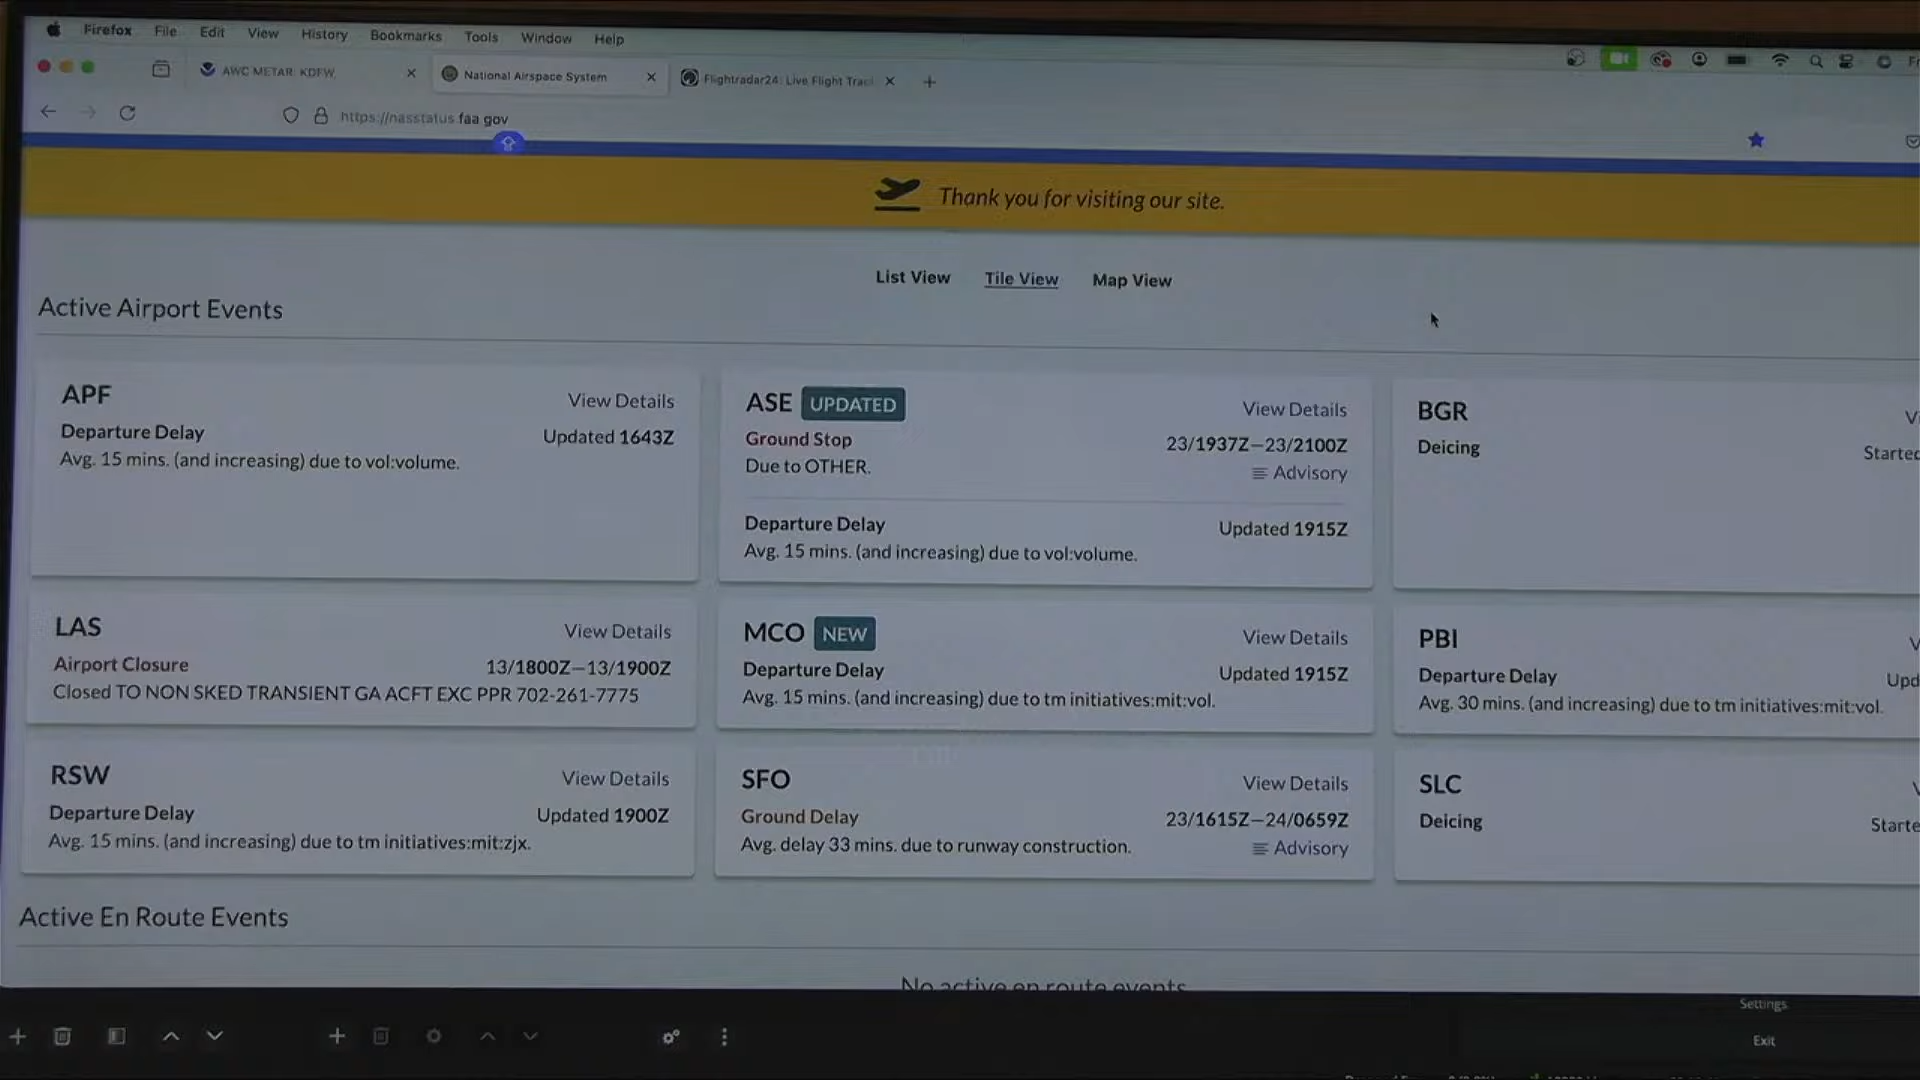 Firefox File Edit View History Bookmarks Tools Window Help
AWC METAR: KDFW
National Airspace System
Flightradar24: Live Flight Track
https://nasstatus.faa.gov
Thank you for visiting our site.
List View Tile View Map View
Active Airport Events
APF View Details
Departure Delay Updated 1643Z
Avg. 15 mins. (and increasing) due to vol:volume.
ASE UPDATED View Details
Ground Stop 23/1937Z—23/2100Z
Due to OTHER. Advisory
Departure Delay Updated 1915Z
Avg. 15 mins. (and increasing) due to vol:volume.
BGR
Deicing Started
LAS View Details
Airport Closure 13/1800Z—13/1900Z
Closed TO NON SKED TRANSIENT GA ACFT EXC PPR 702-261-7775
MCO NEW View Details
Departure Delay Updated 1915Z
Avg. 15 mins. (and increasing) due to tm initiatives:mit:vol.
PBI
Departure Delay Upd
Avg. 30 mins. (and increasing) due to tm initiatives:mit:vol.
RSW View Details
Departure Delay Updated 1900Z
Avg. 15 mins. (and increasing) due to tm initiatives:mit:zjx.
SFO View Details
Ground Delay 23/1615Z—24/0659Z
Avg. delay 33 mins. due to runway construction. Advisory
SLC
Deicing Starte
Active En Route Events
No active en route events
Settings
Exit